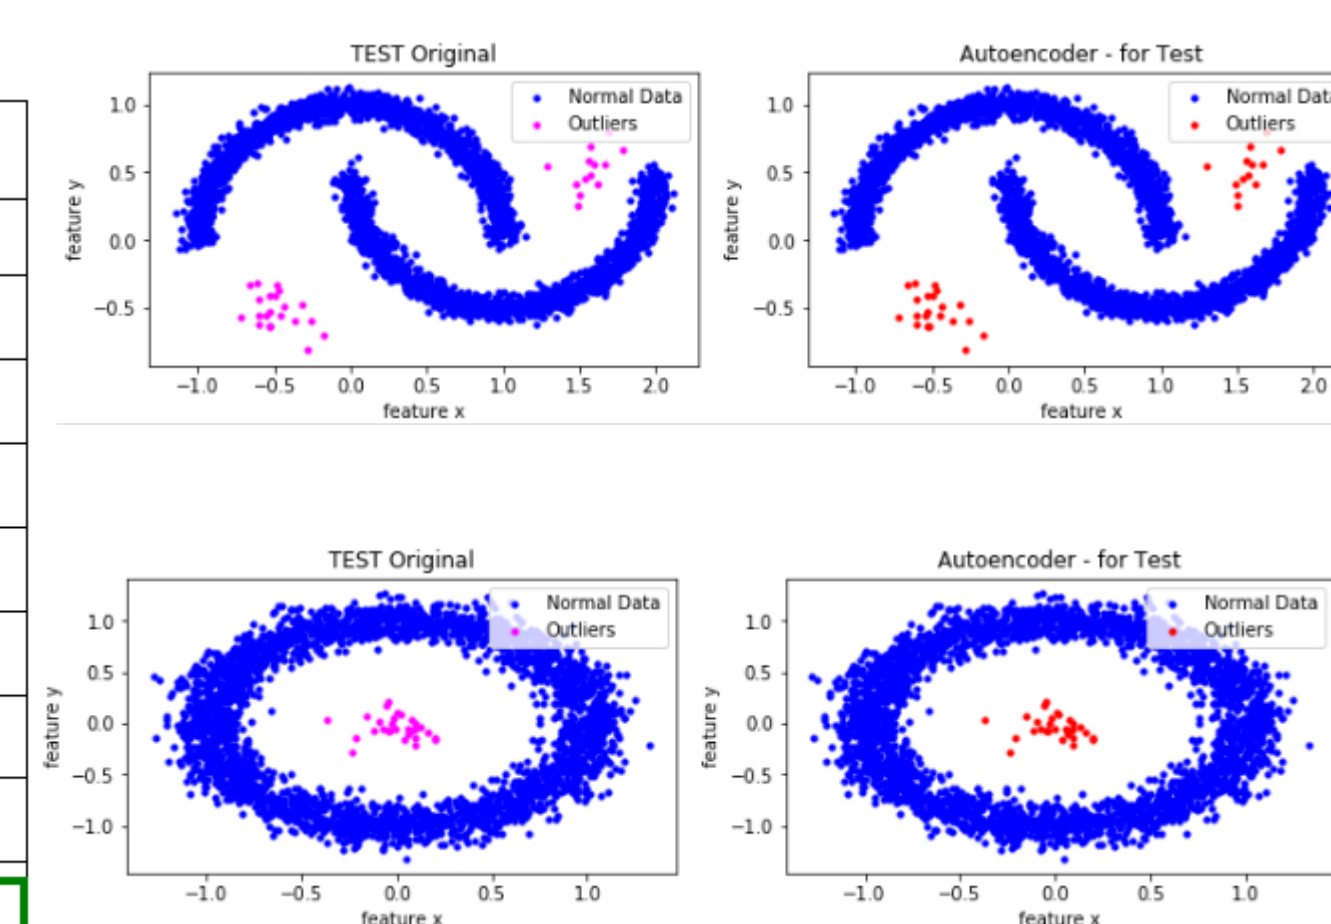 TEST Original
Normal Data
Outliers
1.0
0.5
0.0
−0.5
feature y
−1.0 −0.5 0.0 0.5 1.0 1.5 2.0
feature x
Autoencoder - for Test
Normal Data
Outliers
1.0
0.5
0.0
−0.5
feature y
−1.0 −0.5 0.0 0.5 1.0 1.5 2.0
feature x
TEST Original
Normal Data
Outliers
1.0
0.5
0.0
−0.5
−1.0
feature y
−1.0 −0.5 0.0 0.5 1.0
feature x
Autoencoder - for Test
Normal Data
Outliers
1.0
0.5
0.0
−0.5
−1.0
feature y
−1.0 −0.5 0.0 0.5 1.0
feature x